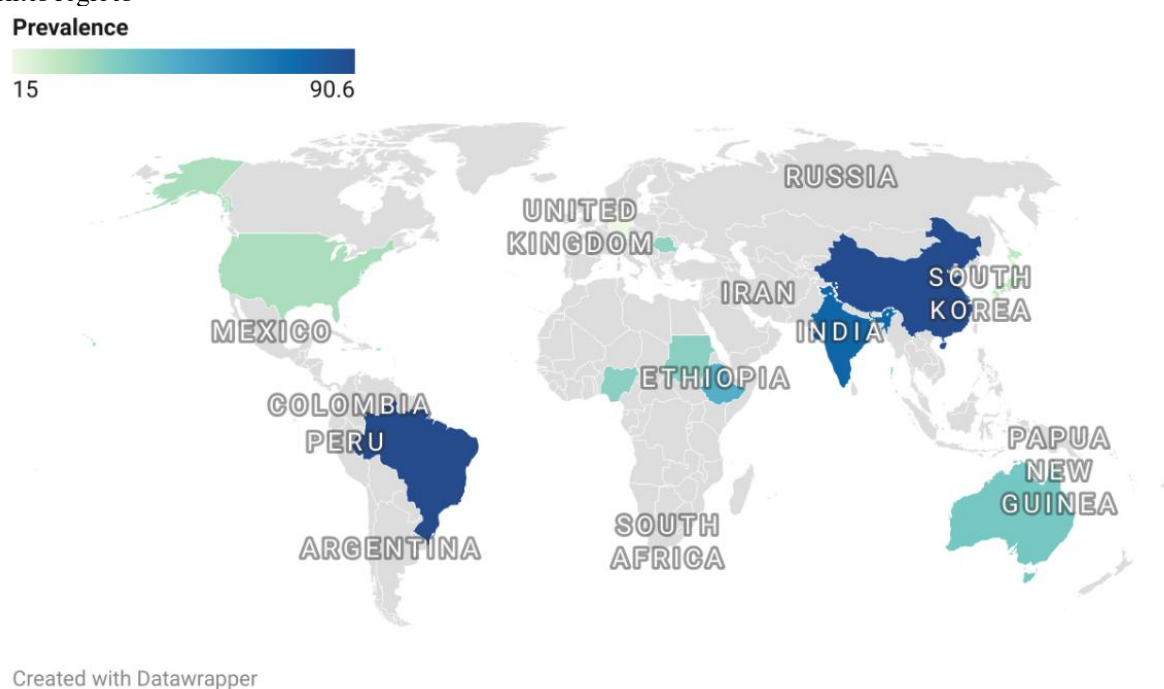 Prevalence
15 90.6
RUSSIA
UNITED
KINGDOM
IRAN
SOUTH
KOREA
MEXICO
INDIA
ETHIOPIA
COLOMBIA
PERU
PAPUA
NEW
GUINEA
ARGENTINA
SOUTH
AFRICA
Created with Datawrapper